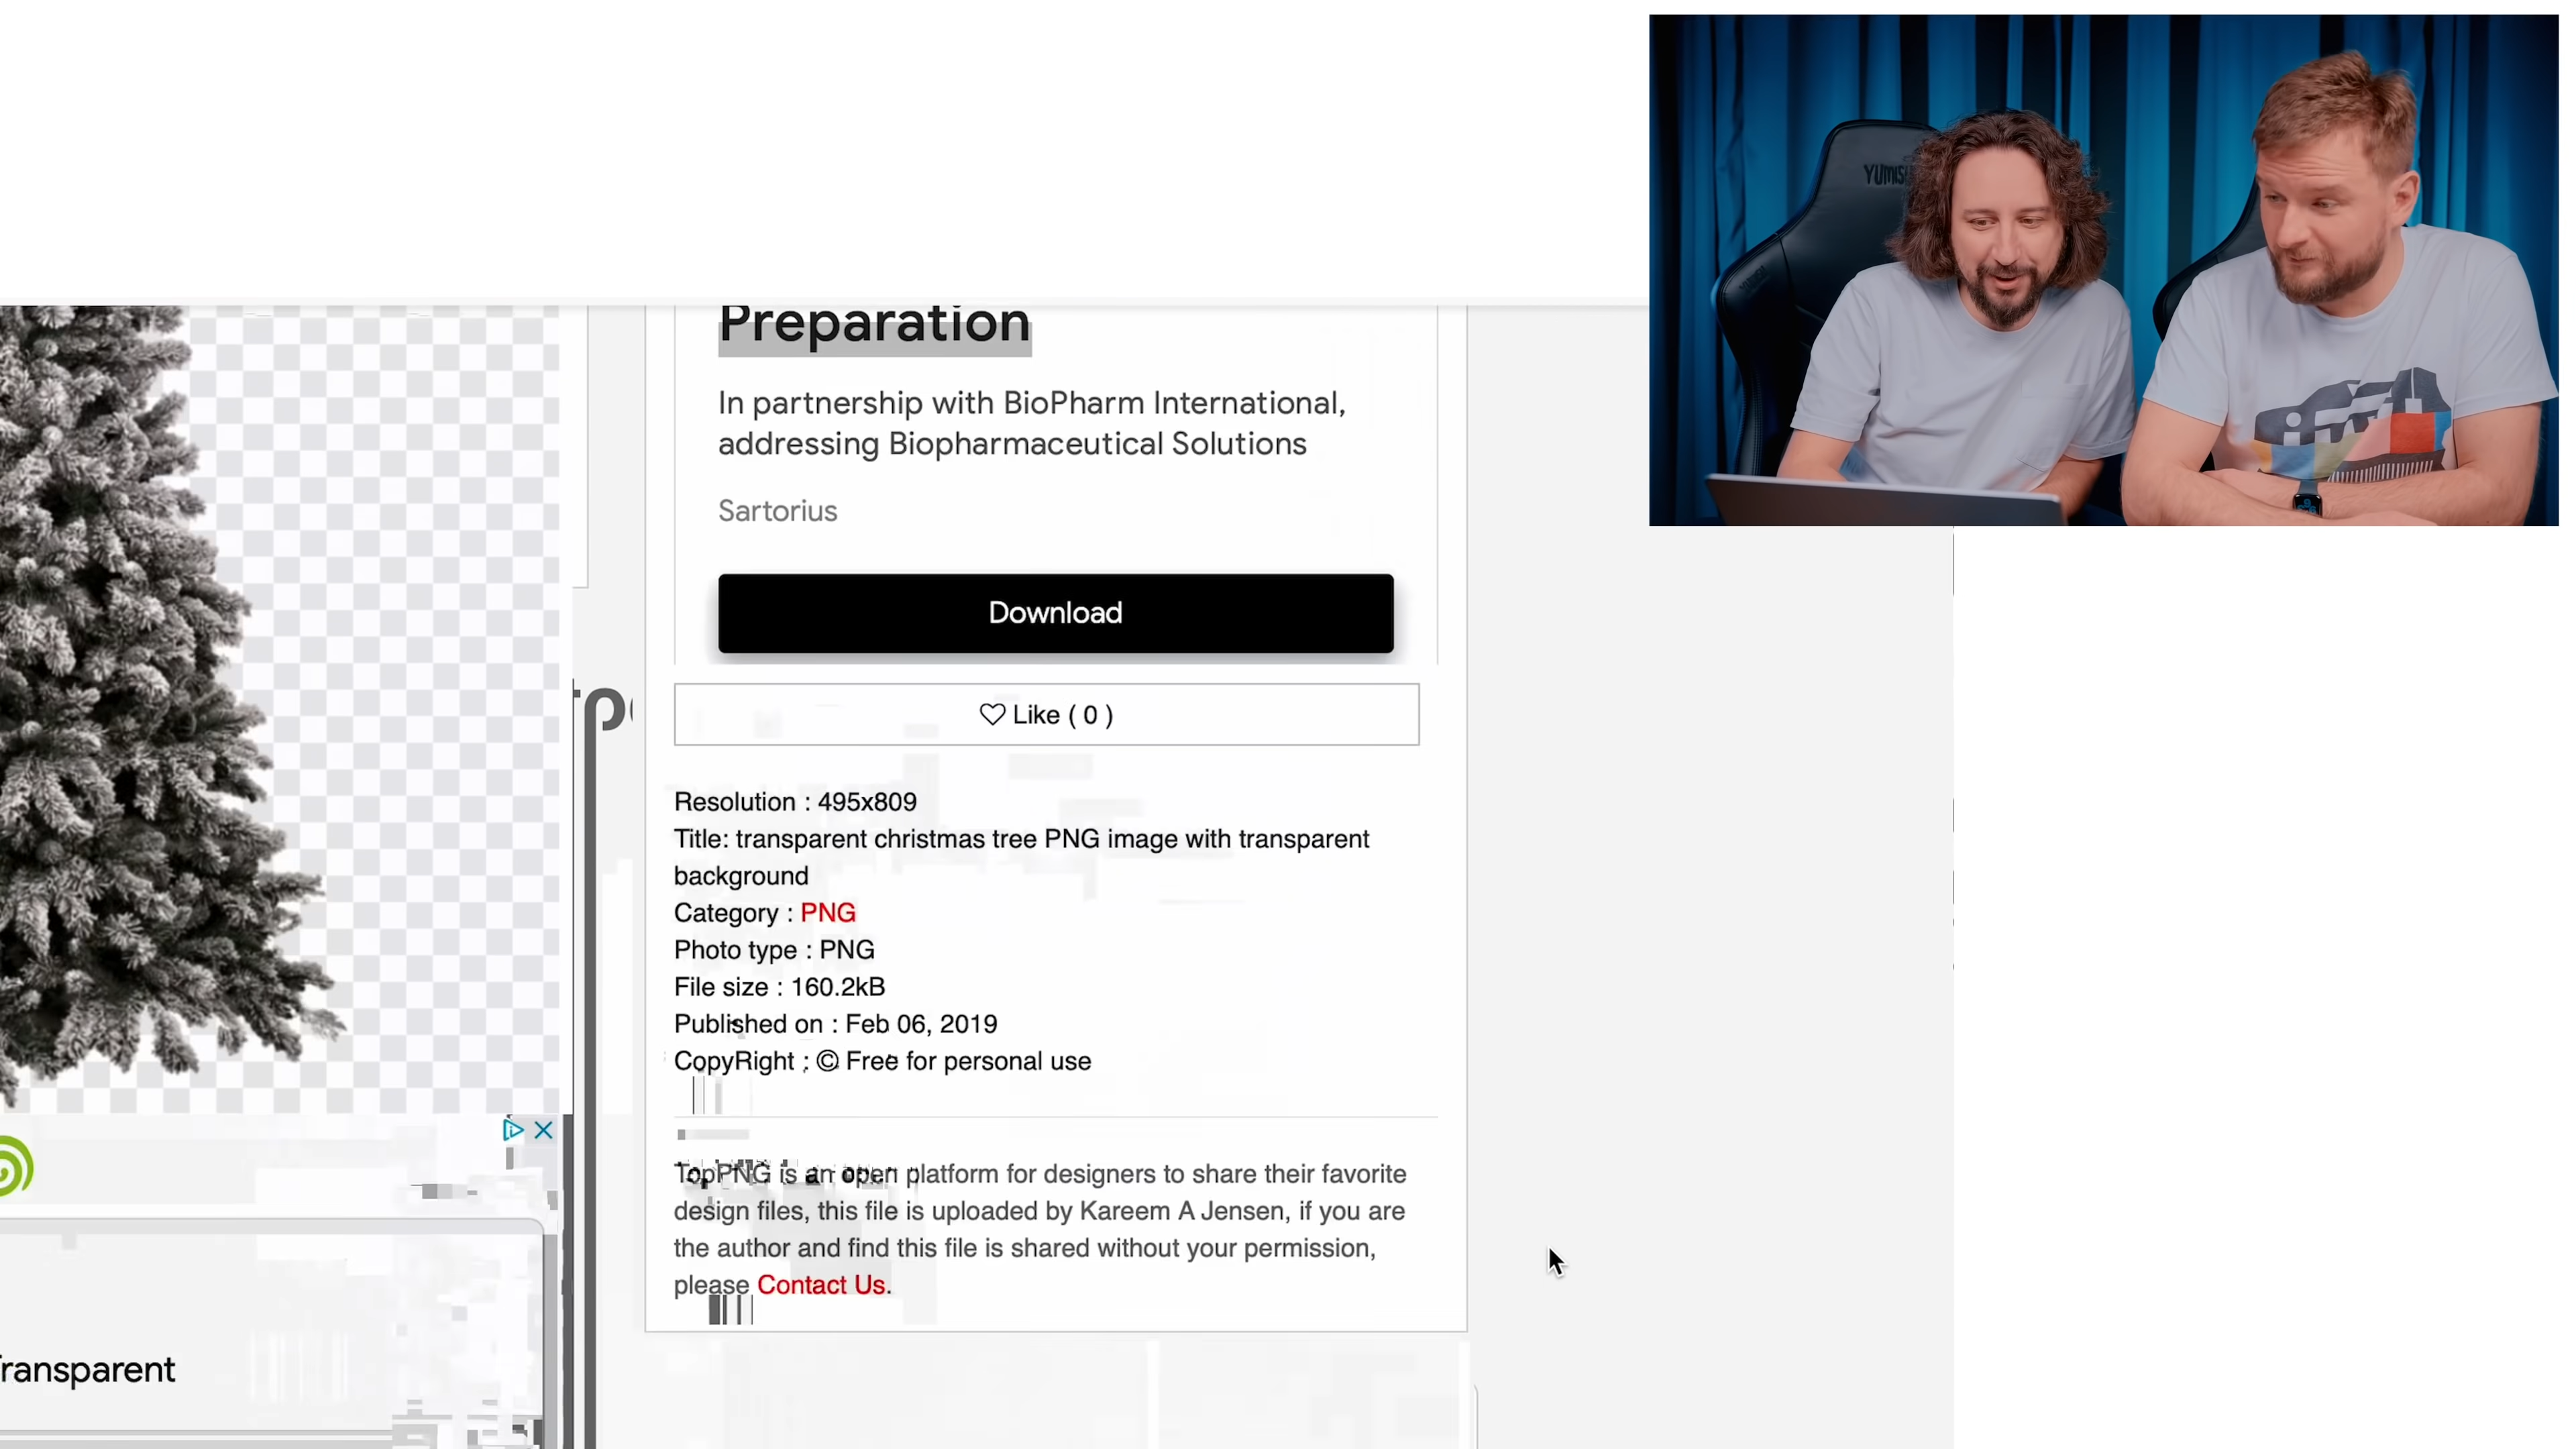 YUMIS
Preparation
In partnership with BioPharm International,
addressing Biopharmaceutical Solutions
Sartorius
Download
Like ( 0 )
Resolution : 495x809
Title: transparent christmas tree PNG image with transparent
background
Category : PNG
Photo type : PNG
File size : 160.2kB
Published on : Feb 06, 2019
CopyRight : © Free for personal use
TopPNG is an open platform for designers to share their favorite
design files, this file is uploaded by Kareem A Jensen, if you are
the author and find this file is shared without your permission,
please Contact Us.
ransparent